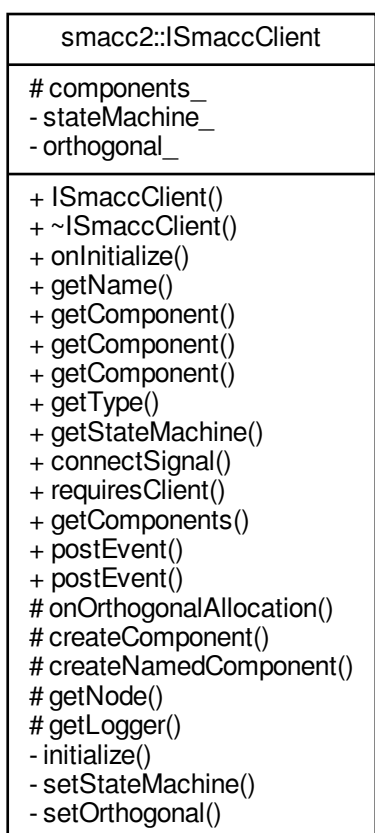 smacc2::ISmaccClient
# components_
- stateMachine_
- orthogonal_
+ ISmaccClient()
+ ~ISmaccClient()
+ onInitialize()
+ getName()
+ getComponent()
+ getComponent()
+ getComponent()
+ getType()
+ getStateMachine()
+ connectSignal()
+ requiresClient()
+ getComponents()
+ postEvent()
+ postEvent()
# onOrthogonalAllocation()
# createComponent()
# createNamedComponent()
# getNode()
# getLogger()
- initialize()
- setStateMachine()
- setOrthogonal()